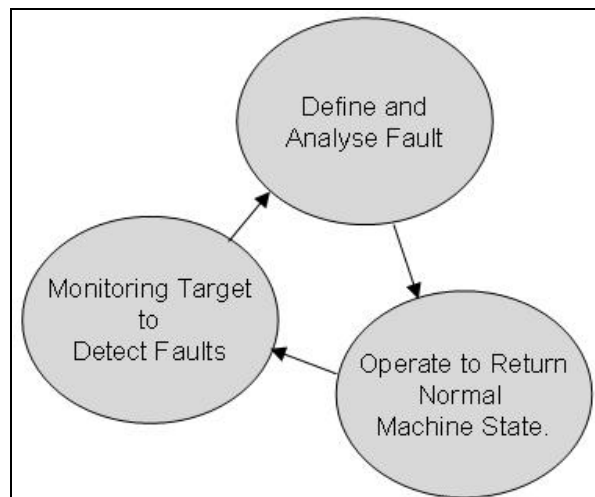 Define and
Analyse Fault
Monitoring Target
to
Detect Faults
Operate to Return
Normal
Machine State.